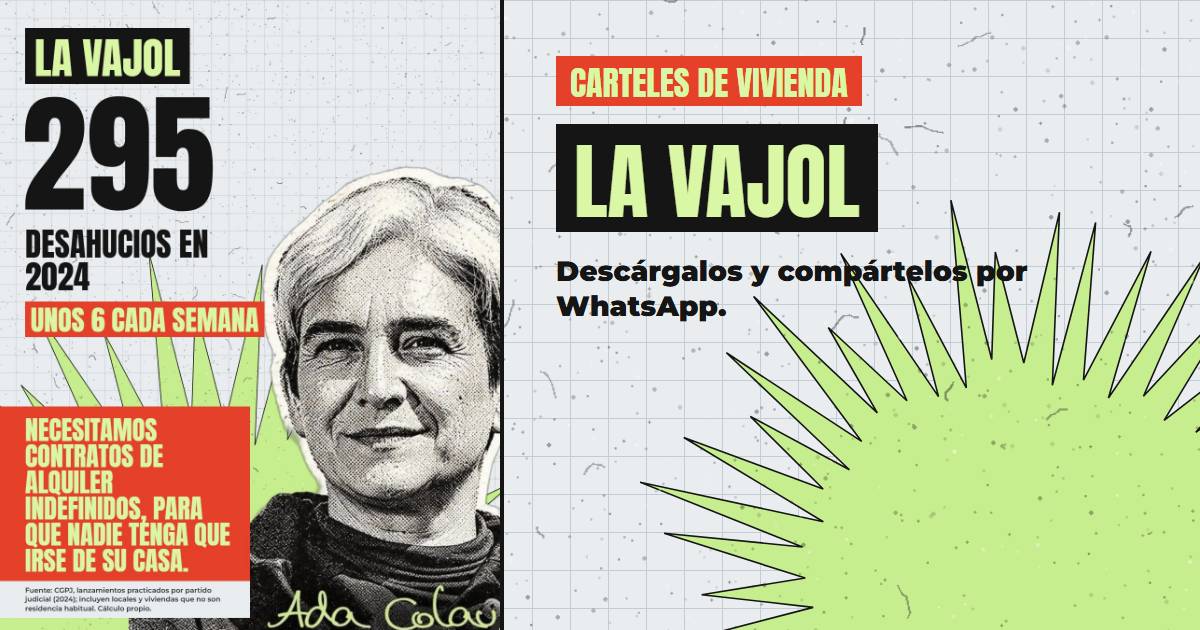 LA VAJOL
295
DESAHUCIOS EN
2024
UNOS 6 CADA SEMANA
NECESITAMOS
CONTRATOS DE
ALQUILER
INDEFINIDOS, PARA
QUE NADIE TENGA QUE
IRSE DE SU CASA.
Fuente: CGPJ, lanzamientos practicados por partido
judicial (2024); incluyen locales y viviendas que no son
residencia habitual. Cálculo propio.
Ada Colau
CARTELES DE VIVIENDA
LA VAJOL
Descárgalos y compártelos por
WhatsApp.